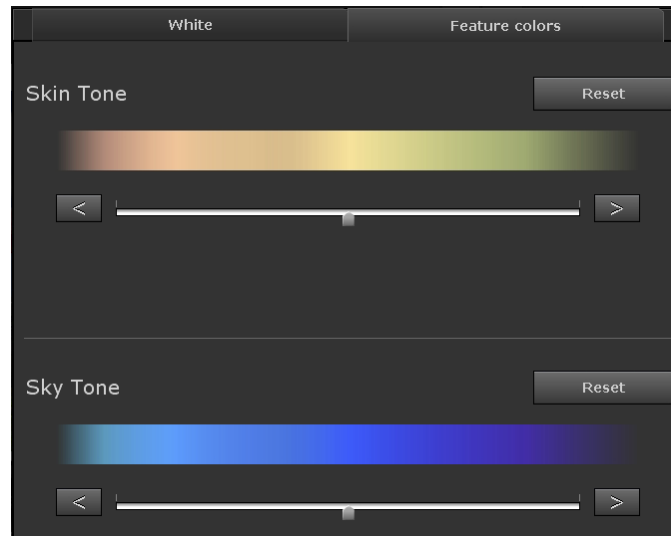 White
Feature colors
Skin Tone
Reset
< >
Sky Tone
Reset
< >